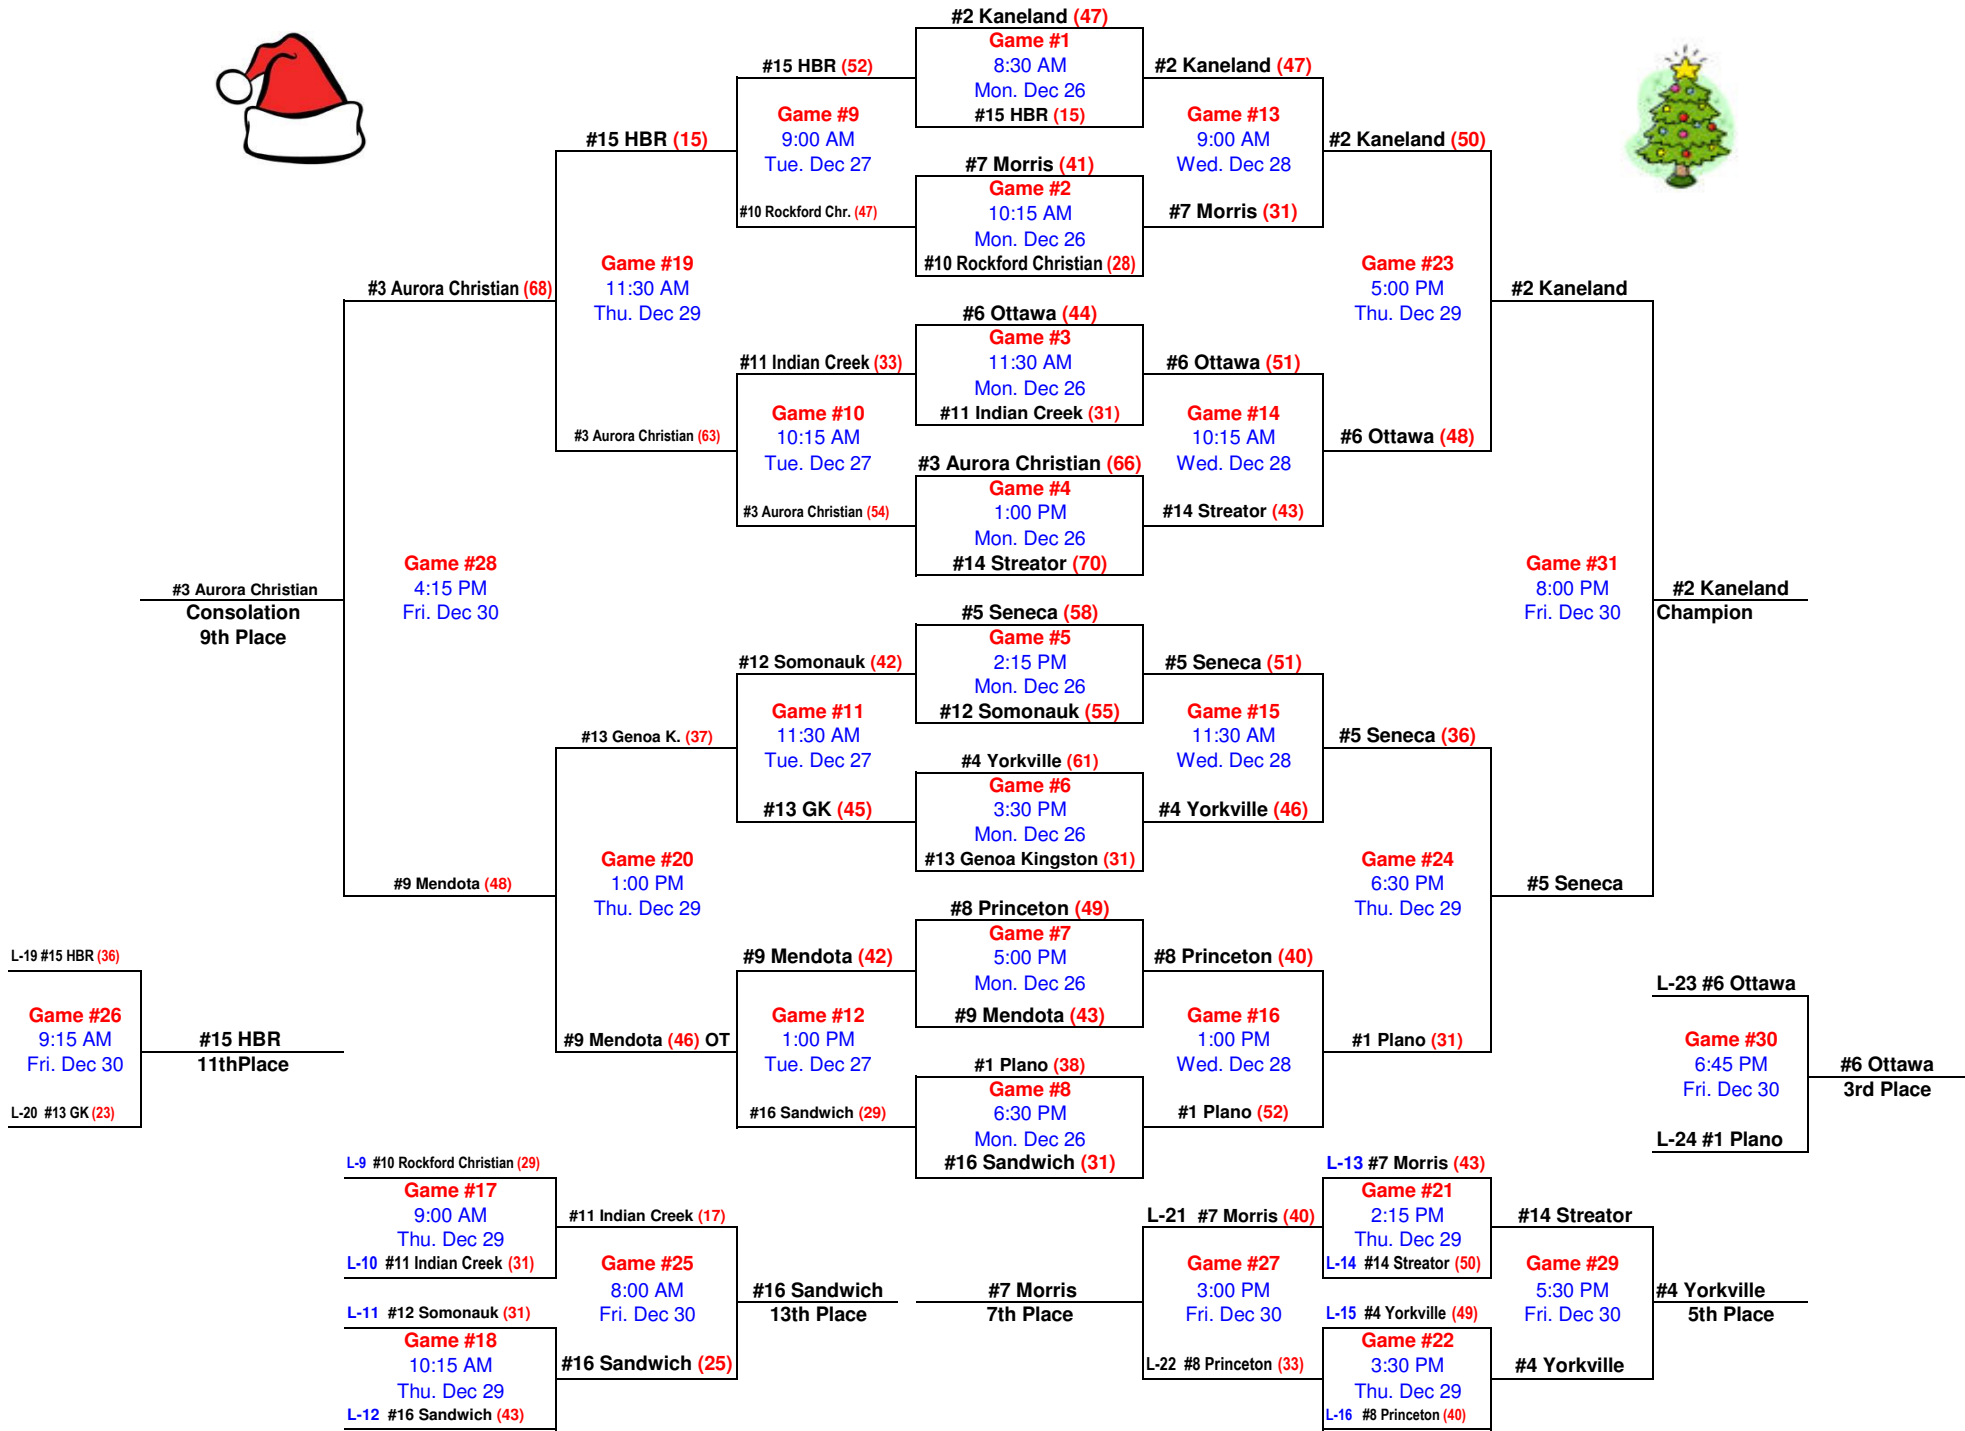 #2 Kaneland (47)
Game #1
8:30 AM
Mon. Dec 26
#15 HBR (15)
#7 Morris (41)
Game #2
10:15 AM
Mon. Dec 26
#10 Rockford Christian (28)
#6 Ottawa (44)
Game #3
11:30 AM
Mon. Dec 26
#11 Indian Creek (31)
#3 Aurora Christian (66)
Game #4
1:00 PM
Mon. Dec 26
#14 Streator (70)
#5 Seneca (58)
Game #5
2:15 PM
Mon. Dec 26
#12 Somonauk (55)
#4 Yorkville (61)
Game #6
3:30 PM
Mon. Dec 26
#13 Genoa Kingston (31)
#8 Princeton (49)
Game #7
5:00 PM
Mon. Dec 26
#9 Mendota (43)
#1 Plano (38)
Game #8
6:30 PM
Mon. Dec 26
#16 Sandwich (31)
#15 HBR (52)
Game #9
9:00 AM
Tue. Dec 27
#10 Rockford Chr. (47)
#11 Indian Creek (33)
Game #10
10:15 AM
Tue. Dec 27
#3 Aurora Christian (54)
#12 Somonauk (42)
Game #11
11:30 AM
Tue. Dec 27
#13 GK (45)
#9 Mendota (42)
Game #12
1:00 PM
Tue. Dec 27
#16 Sandwich (29)
#2 Kaneland (47)
Game #13
9:00 AM
Wed. Dec 28
#7 Morris (31)
#6 Ottawa (51)
Game #14
10:15 AM
Wed. Dec 28
#14 Streator (43)
#5 Seneca (51)
Game #15
11:30 AM
Wed. Dec 28
#4 Yorkville (46)
#8 Princeton (40)
Game #16
1:00 PM
Wed. Dec 28
#1 Plano (52)
#15 HBR (15)
Game #19
11:30 AM
Thu. Dec 29
#3 Aurora Christian (63)
#13 Genoa K. (37)
Game #20
1:00 PM
Thu. Dec 29
#9 Mendota (46) OT
#2 Kaneland (50)
Game #23
5:00 PM
Thu. Dec 29
#6 Ottawa (48)
#5 Seneca (36)
Game #24
6:30 PM
Thu. Dec 29
#1 Plano (31)
#3 Aurora Christian (68)
Game #28
4:15 PM
Fri. Dec 30
#9 Mendota (48)
#3 Aurora Christian
Consolation
9th Place
#2 Kaneland
Game #31
8:00 PM
Fri. Dec 30
#5 Seneca
#2 Kaneland
Champion
L-19 #15 HBR (36)
Game #26
9:15 AM
Fri. Dec 30
L-20 #13 GK (23)
#15 HBR
11thPlace
L-23 #6 Ottawa
Game #30
6:45 PM
Fri. Dec 30
L-24 #1 Plano
#6 Ottawa
3rd Place
L-9 #10 Rockford Christian (29)
Game #17
9:00 AM
Thu. Dec 29
L-10 #11 Indian Creek (31)
L-11 #12 Somonauk (31)
Game #18
10:15 AM
Thu. Dec 29
L-12 #16 Sandwich (43)
#11 Indian Creek (17)
Game #25
8:00 AM
Fri. Dec 30
#16 Sandwich (25)
#16 Sandwich
13th Place
L-13 #7 Morris (43)
Game #21
2:15 PM
Thu. Dec 29
L-14 #14 Streator (50)
L-15 #4 Yorkville (49)
Game #22
3:30 PM
Thu. Dec 29
L-16 #8 Princeton (40)
L-21 #7 Morris (40)
Game #27
3:00 PM
Fri. Dec 30
L-22 #8 Princeton (33)
#7 Morris
7th Place
#14 Streator
Game #29
5:30 PM
Fri. Dec 30
#4 Yorkville
#4 Yorkville
5th Place